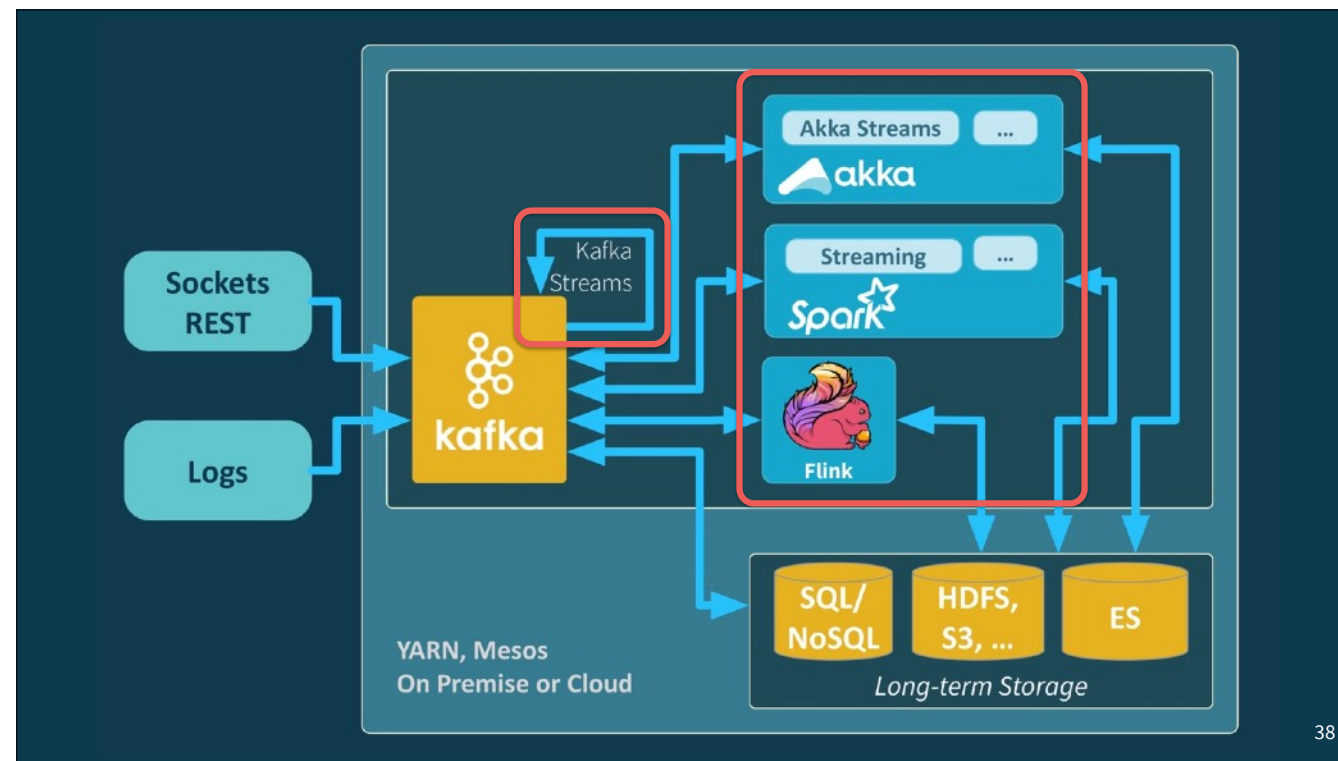 Sockets
REST
Logs
Kafka
Streams
kafka
Akka Streams
...
akka
Streaming
...
Spark
Flink
SQL/
NoSQL
HDFS,
S3, ...
ES
Long-term Storage
YARN, Mesos
On Premise or Cloud
38